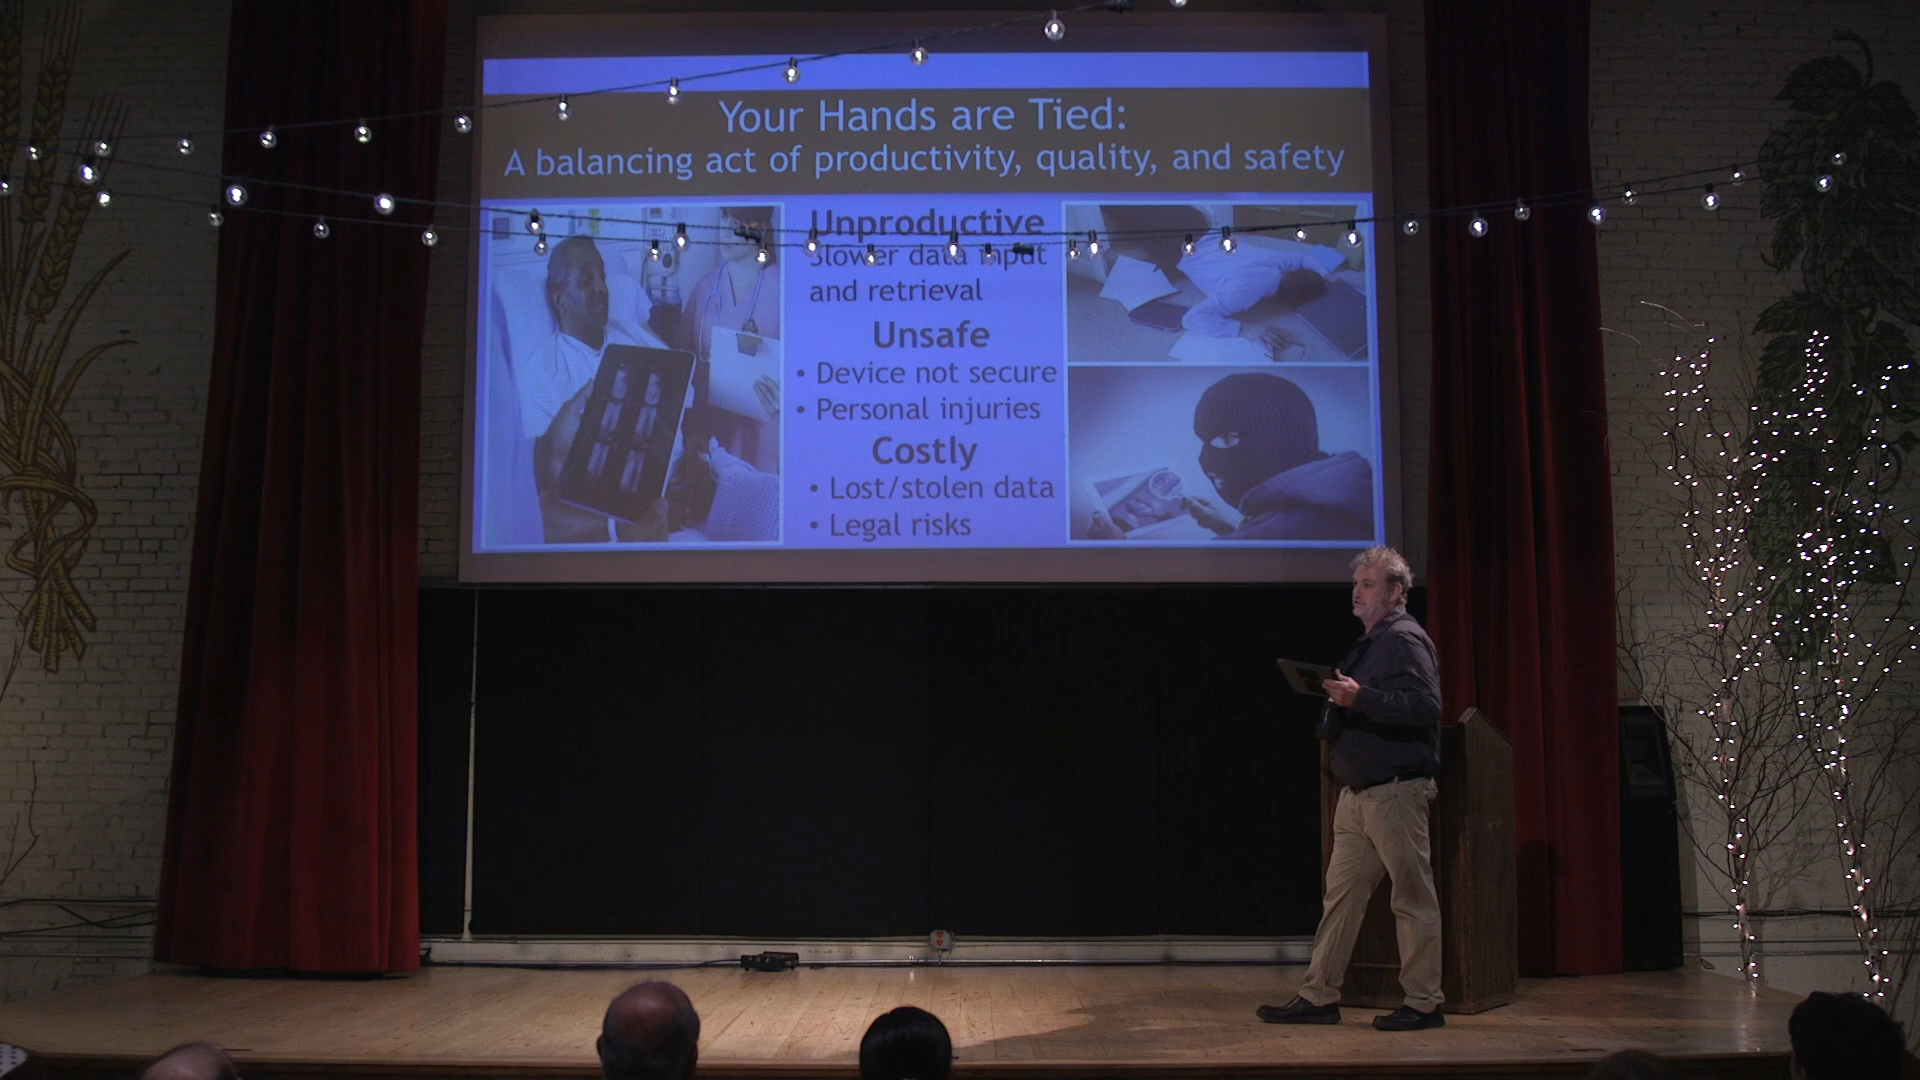 Your Hands are Tied:
A balancing act of productivity, quality, and safety
Unproductive
Slower data input
and retrieval
Unsafe
• Device not secure
• Personal injuries
Costly
• Lost/stolen data
• Legal risks